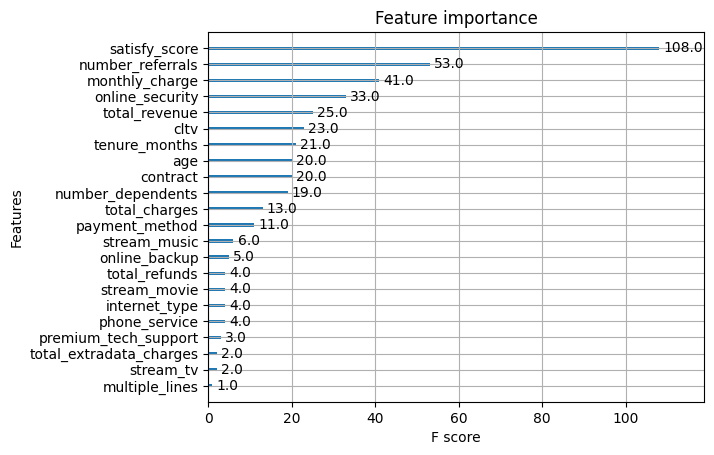 Feature importance
satisfy_score 108.0
number_referrals 53.0
monthly_charge 41.0
online_security 33.0
total_revenue 25.0
cltv 23.0
tenure_months 21.0
age 20.0
contract 20.0
number_dependents 19.0
total_charges 13.0
payment_method 11.0
stream_music 6.0
online_backup 5.0
total_refunds 4.0
stream_movie 4.0
internet_type 4.0
phone_service 4.0
premium_tech_support 3.0
total_extradata_charges 2.0
stream_tv 2.0
multiple_lines 1.0
Features
0 20 40 60 80 100
F score